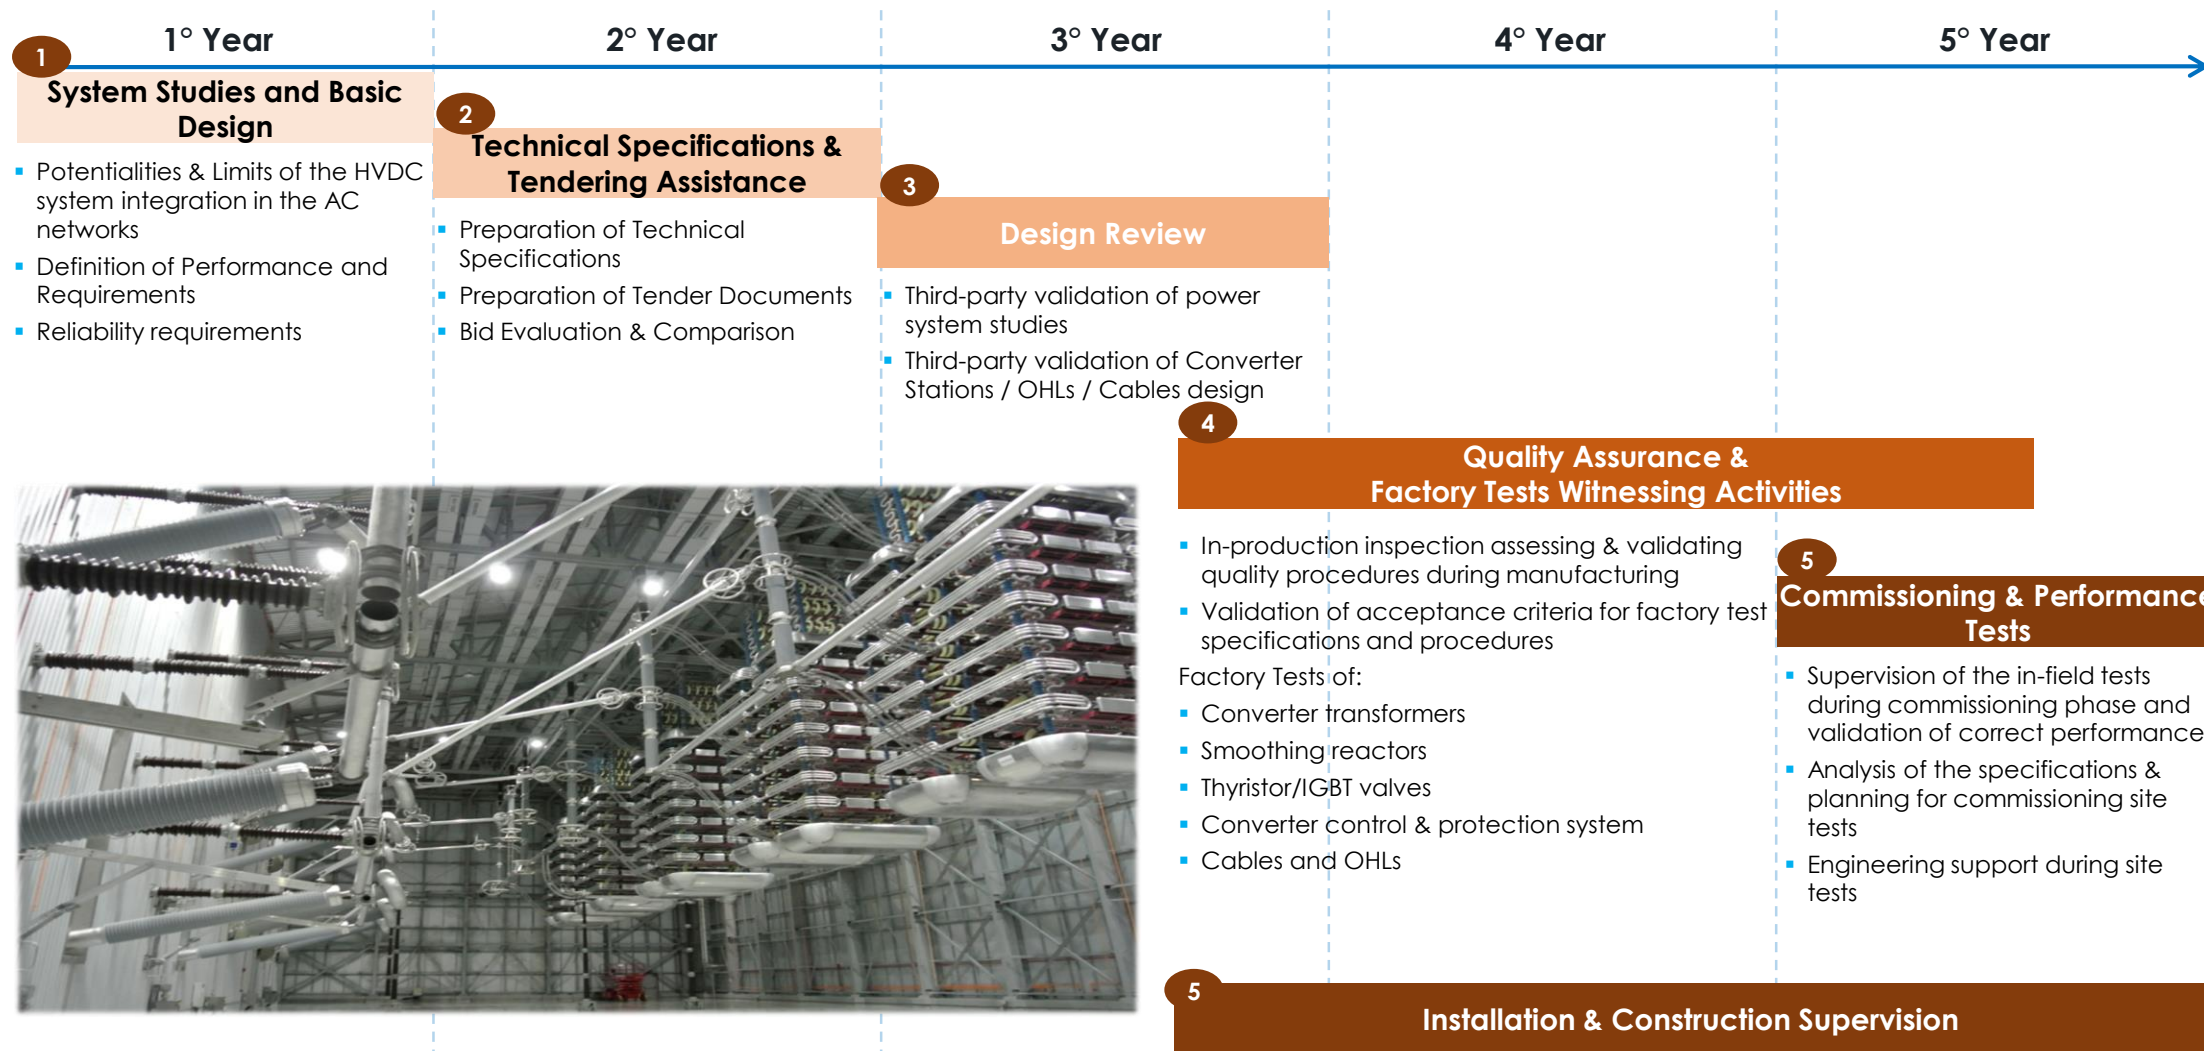 1° Year
2° Year
3° Year
4° Year
5° Year
1
System Studies and Basic
Design
▪ Potentialities & Limits of the HVDC
system integration in the AC
networks
▪ Definition of Performance and
Requirements
▪ Reliability requirements
2
Technical Specifications &
Tendering Assistance
▪ Preparation of Technical
Specifications
▪ Preparation of Tender Documents
▪ Bid Evaluation & Comparison
3
Design Review
▪ Third-party validation of power
system studies
▪ Third-party validation of Converter
Stations / OHLs / Cables design
4
Quality Assurance &
Factory Tests Witnessing Activities
▪ In-production inspection assessing & validating
quality procedures during manufacturing
▪ Validation of acceptance criteria for factory test
specifications and procedures
Factory Tests of:
▪ Converter transformers
▪ Smoothing reactors
▪ Thyristor/IGBT valves
▪ Converter control & protection system
▪ Cables and OHLs
5
Commissioning & Performance
Tests
▪ Supervision of the in-field tests
during commissioning phase and
validation of correct performance
▪ Analysis of the specifications &
planning for commissioning site
tests
▪ Engineering support during site
tests
5
Installation & Construction Supervision